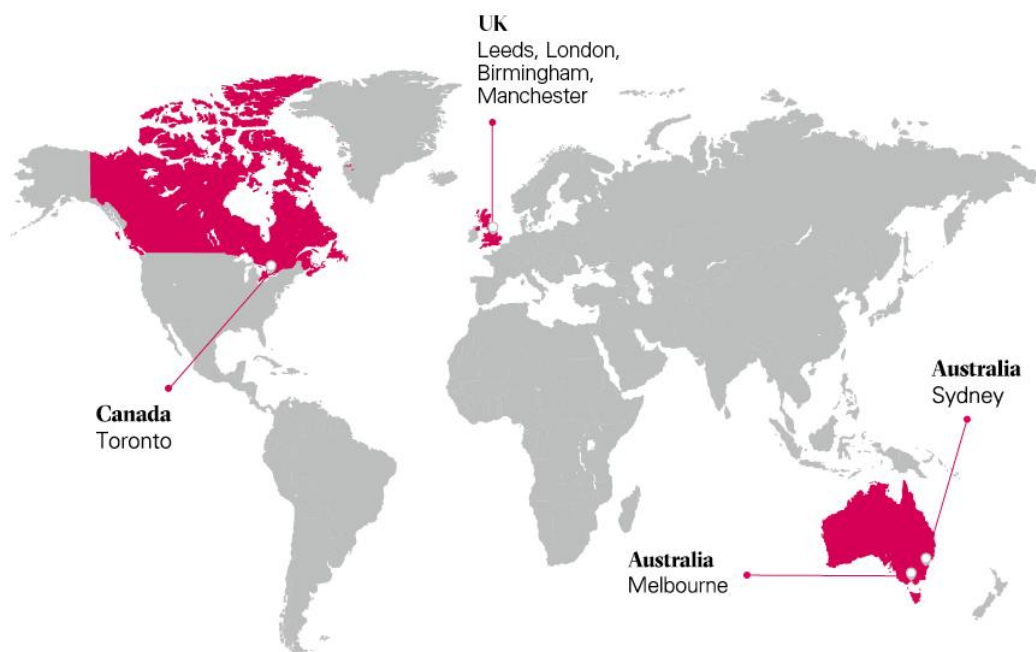 UK
Leeds, London,
Birmingham,
Manchester
Canada
Toronto
Australia
Sydney
Australia
Melbourne